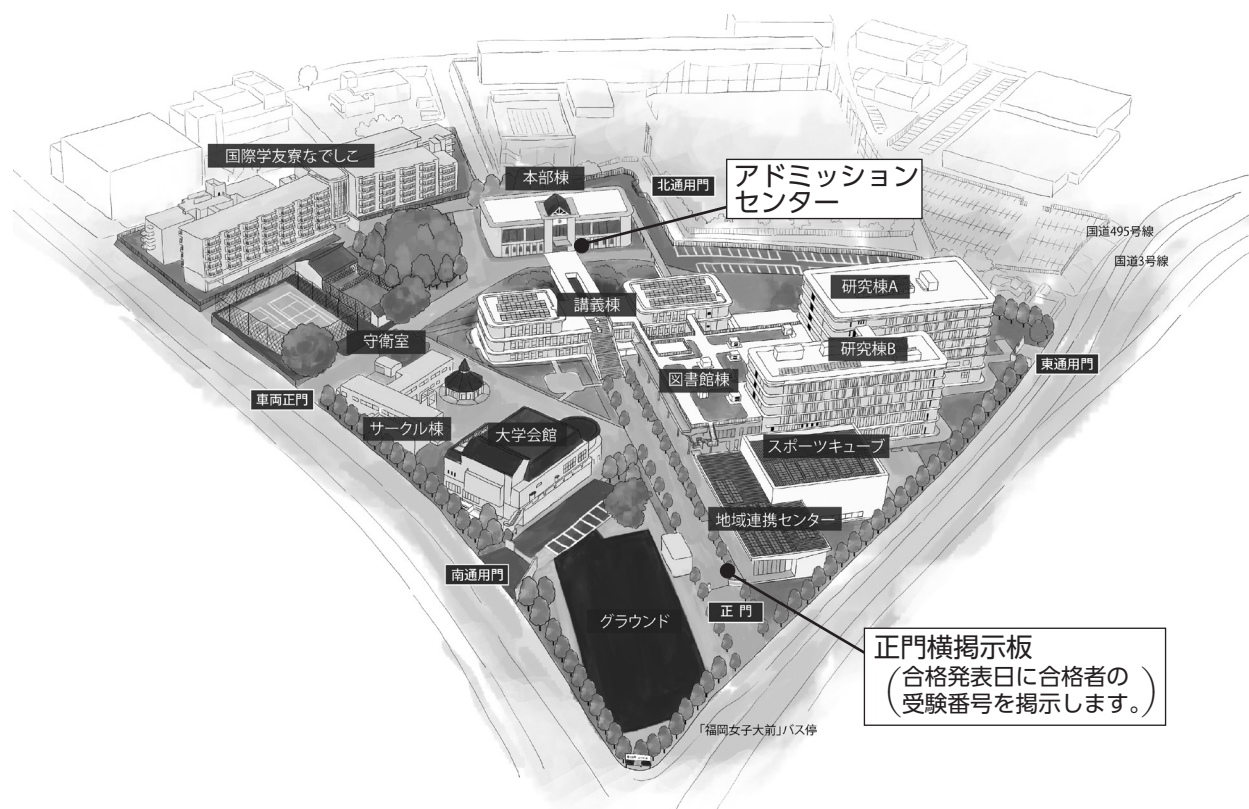 国際学友寮なでしこ
本部棟
北通用門
アドミッション
センター
国道495号線
国道3号線
研究棟A
講義棟
守衛室
研究棟B
東通用門
図書館棟
車両正門
サークル棟
大学会館
スポーツキューブ
地域連携センター
南通用門
正門
グラウンド
正門横掲示板
(合格発表日に合格者の
受験番号を掲示します。)
「福岡女子大前」バス停